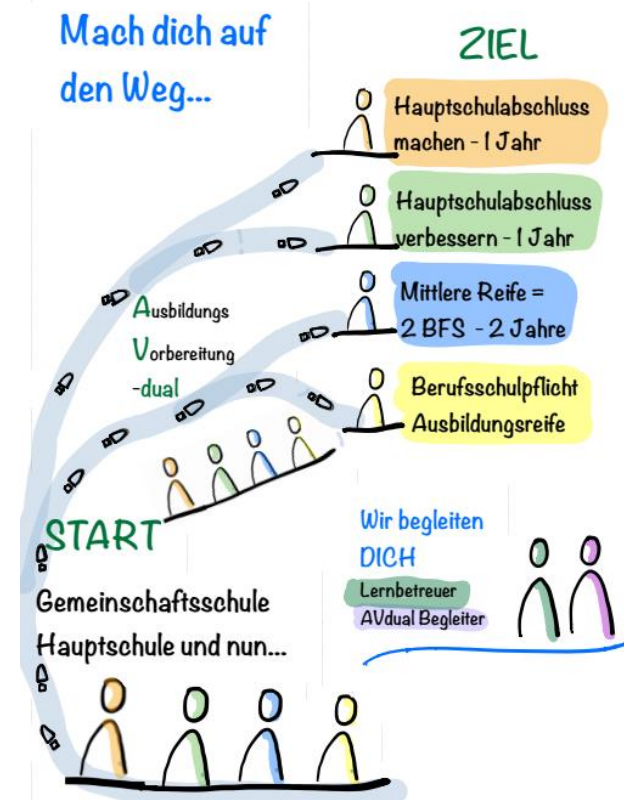 Mach dich auf
den Weg...
ZIEL
Hauptschulabschluss
machen - 1 Jahr
Hauptschulabschluss
verbessern - 1 Jahr
Mittlere Reife =
2 BFS - 2 Jahre
Berufsschulpflicht
Ausbildungsreife
Ausbildungs
Vorbereitung
-dual
START
Gemeinschaftsschule
Hauptschule und nun...
Wir begleiten
DICH
Lernbetreuer
AVdual Begleiter